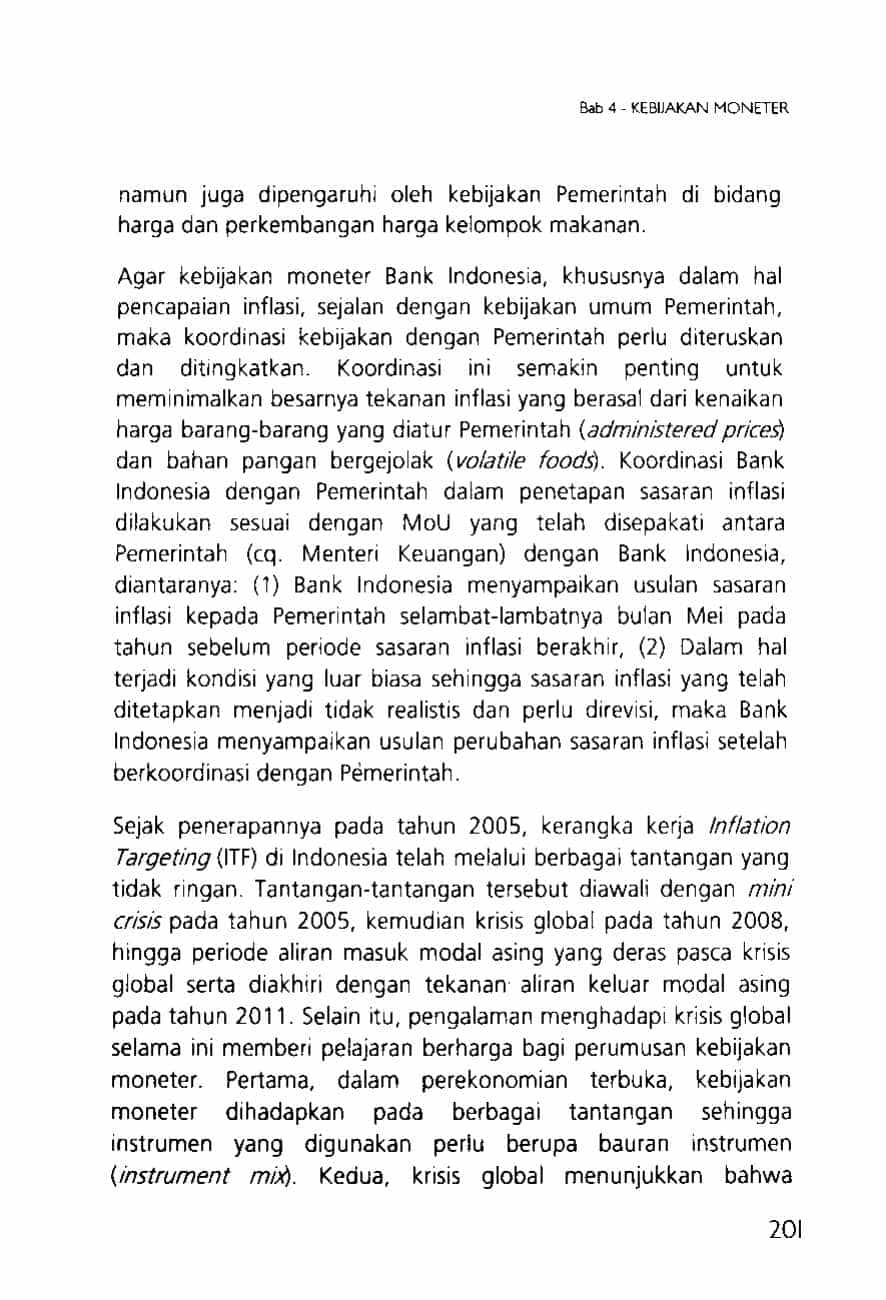 Bab 4 - KEBIJAKAN MONETER
namun juga dipengaruhi oleh kebijakan Pemerintah di bidang
harga dan perkembangan harga kelompok makanan.
Agar kebijakan moneter Bank Indonesia, khususnya dalam hal
pencapaian inflasi, sejalan dengan kebijakan umum Pemerintah,
maka koordinasi kebijakan dengan Pemerintah perlu diteruskan
dan ditingkatkan. Koordinasi ini semakin penting untuk
meminimalkan besarnya tekanan inflasi yang berasal dari kenaikan
harga barang-barang yang diatur Pemerintah (administered prices)
dan bahan pangan bergejolak (volatile foods). Koordinasi Bank
Indonesia dengan Pemerintah dalam penetapan sasaran inflasi
dilakukan sesuai dengan MoU yang telah disepakati antara
Pemerintah (cq. Menteri Keuangan) dengan Bank Indonesia,
diantaranya: (1) Bank Indonesia menyampaikan usulan sasaran
inflasi kepada Pemerintah selambat-lambatnya bulan Mei pada
tahun sebelum periode sasaran inflasi berakhir, (2) Dalam hal
terjadi kondisi yang luar biasa sehingga sasaran inflasi yang telah
ditetapkan menjadi tidak realistis dan perlu direvisi, maka Bank
Indonesia menyampaikan usulan perubahan sasaran inflasi setelah
berkoordinasi dengan Pemerintah.
Sejak penerapannya pada tahun 2005, kerangka kerja Inflation
Targeting (ITF) di Indonesia telah melalui berbagai tantangan yang
tidak ringan. Tantangan-tantangan tersebut diawali dengan mini
crisis pada tahun 2005, kemudian krisis global pada tahun 2008,
hingga periode aliran masuk modal asing yang deras pasca krisis
global serta diakhiri dengan tekanan aliran keluar modal asing
pada tahun 2011. Selain itu, pengalaman menghadapi krisis global
selama ini memberi pelajaran berharga bagi perumusan kebijakan
moneter. Pertama, dalam perekonomian terbuka, kebijakan
moneter dihadapkan pada berbagai tantangan sehingga
instrumen yang digunakan perlu berupa bauran instrumen
(instrument mix). Kedua, krisis global menunjukkan bahwa
201